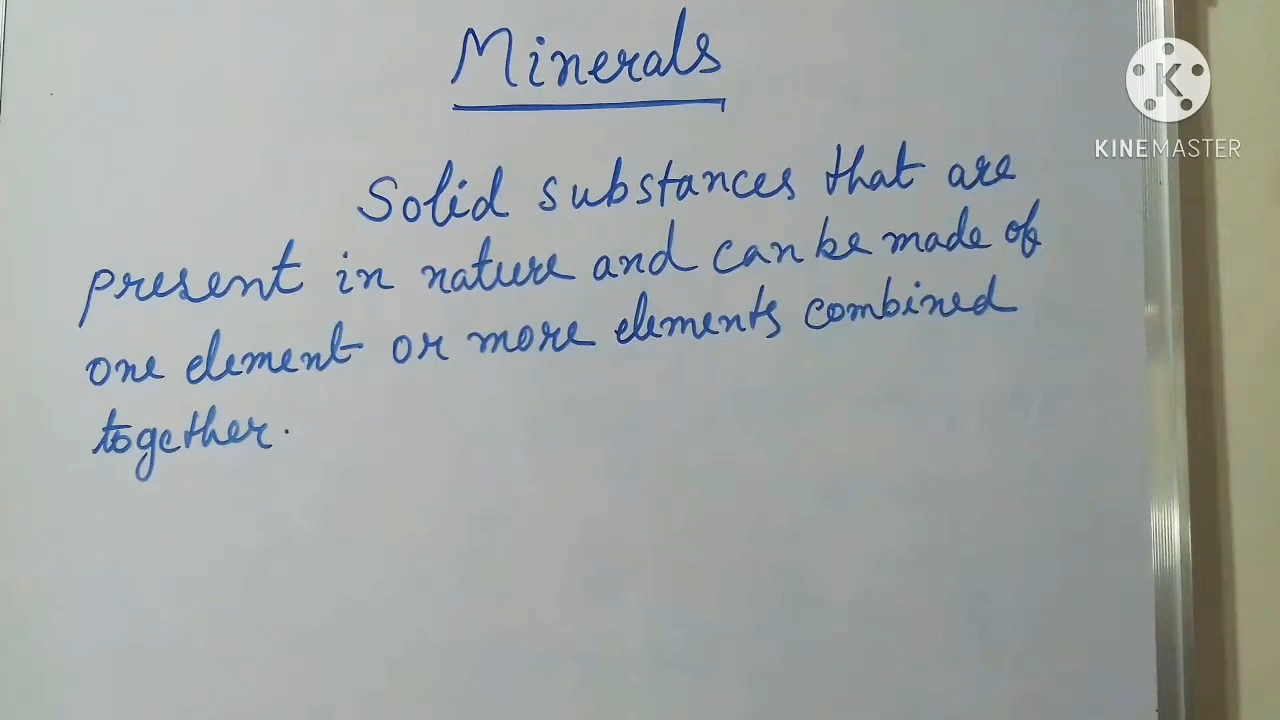 Minerals
K
KINEMASTER
Solid substances that are
present in nature and can be made of
one element or more elements combined
together.